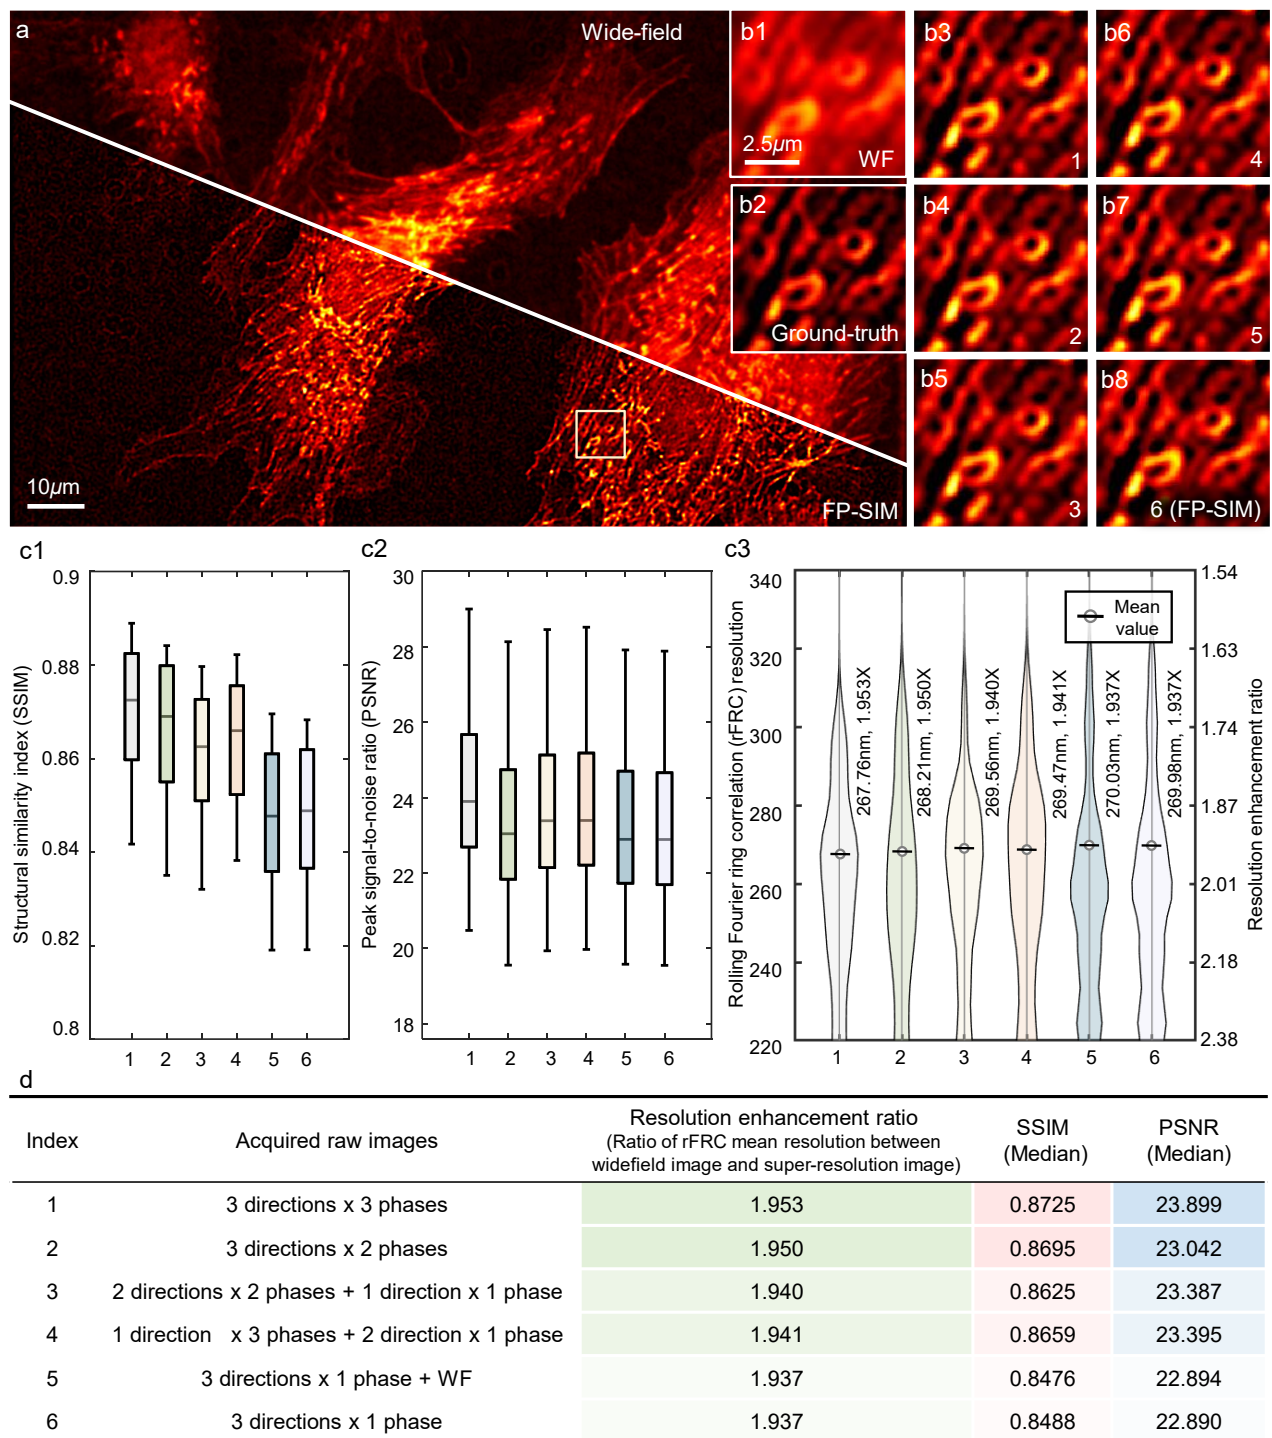 a
Wide-field
FP-SIM
10μm
b1
2.5μm
WF
b3
1
b6
4
b2
Ground-truth
b4
2
b7
5
b5
3
b8
6 (FP-SIM)
c1
Structural similarity index (SSIM)
0.9
0.88
0.86
0.84
0.82
0.8
1 2 3 4 5 6
c2
Peak signal-to-noise ratio (PSNR)
30
28
26
24
22
20
18
1 2 3 4 5 6
c3
Rolling Fourier ring correlation (rFRC) resolution
340
320
300
280
260
240
220
Mean
value
267.76nm, 1.953X
268.21nm, 1.950X
269.56nm, 1.940X
269.47nm, 1.941X
270.03nm, 1.937X
269.98nm, 1.937X
1.54
1.63
1.74
1.87
2.01
2.18
2.38
Resolution enhancement ratio
1 2 3 4 5 6
d
Index Acquired raw images Resolution enhancement ratio (Ratio of rFRC mean resolution between widefield image and super-resolution image) SSIM (Median) PSNR (Median)
1 3 directions x 3 phases 1.953 0.8725 23.899
2 3 directions x 2 phases 1.950 0.8695 23.042
3 2 directions x 2 phases + 1 direction x 1 phase 1.940 0.8625 23.387
4 1 direction x 3 phases + 2 direction x 1 phase 1.941 0.8659 23.395
5 3 directions x 1 phase + WF 1.937 0.8476 22.894
6 3 directions x 1 phase 1.937 0.8488 22.890